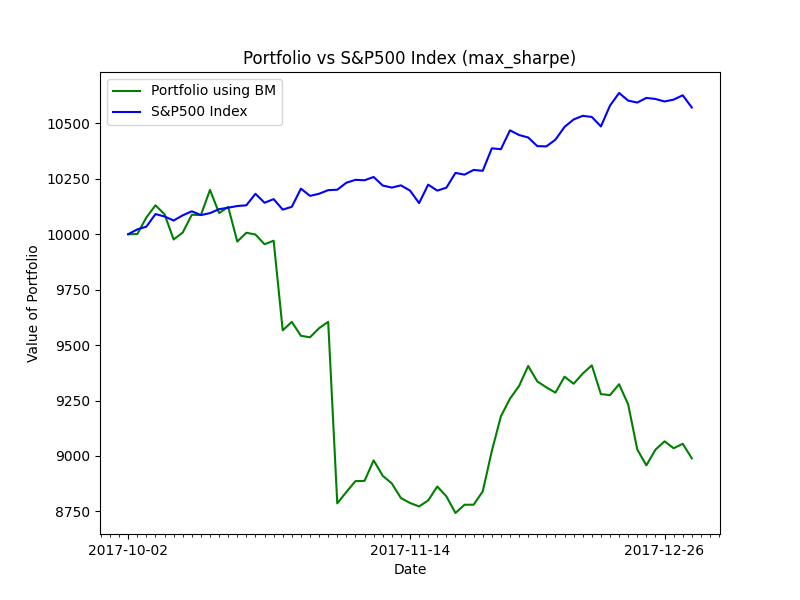 Portfolio vs S&P500 Index (max_sharpe)
Portfolio using BM
S&P500 Index
10500
10250
10000
9750
9500
9250
9000
8750
Value of Portfolio
2017-10-02
2017-11-14
2017-12-26
Date